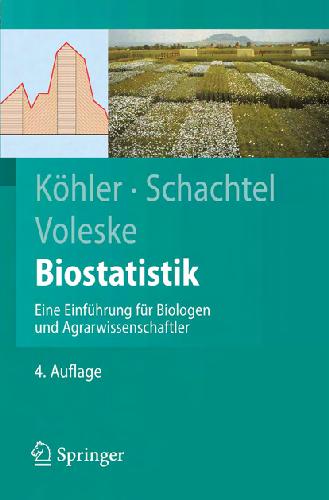 Köhler · Schachtel
Voleske
Biostatistik
Eine Einführung für Biologen
und Agrarwissenschaftler
4. Auflage
Springer